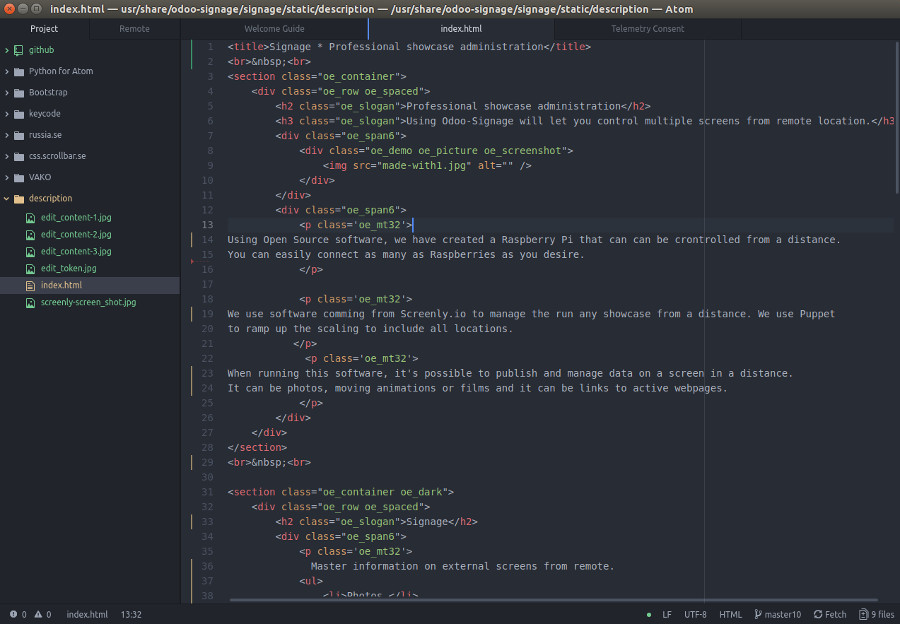 index.html — usr/share/odoo-signage/signage/static/description — /usr/share/odoo-signage/signage/static/description — Atom
Project
Remote
Welcome Guide
index.html
Telemetry Consent
github
Python for Atom
Bootstrap
keycode
russia.se
css.scrollbar.se
VAKO
description
edit_content-1.jpg
edit_content-2.jpg
edit_content-3.jpg
edit_token.jpg
index.html
screenly-screen_shot.jpg
1 <title>Signage * Professional showcase administration</title>
2 <br>&nbsp;<br>
3 <section class="oe_container">
4 <div class="oe_row oe_spaced">
5 <h2 class="oe_slogan">Professional showcase administration</h2>
6 <h3 class="oe_slogan">Using Odoo-Signage will let you control multiple screens from remote location.</h3
7 <div class="oe_span6">
8 <div class="oe_demo oe_picture oe_screenshot">
9 <img src="made-with1.jpg" alt="" />
10 </div>
11 </div>
12 <div class="oe_span6">
13 <p class='oe_mt32'>
14 Using Open Source software, we have created a Raspberry Pi that can can be crontrolled from a distance.
15 You can easily connect as many as Raspberries as you desire.
16 </p>
17
18 <p class='oe_mt32'>
19 We use software comming from Screenly.io to manage the run any showcase from a distance. We use Puppet
20 to ramp up the scaling to include all locations.
21 </p>
22 <p class='oe_mt32'>
23 When running this software, it's possible to publish and manage data on a screen in a distance.
24 It can be photos, moving animations or films and it can be links to active webpages.
25 </p>
26 </div>
27 </div>
28 </section>
29 <br>&nbsp;<br>
30
31 <section class="oe_container oe_dark">
32 <div class="oe_row oe_spaced">
33 <h2 class="oe_slogan">Signage</h2>
34 <div class="oe_span6">
35 <p class='oe_mt32'>
36 Master information on external screens from remote.
37 <ul>
38 <li>Photos </li>
0 0 index.html 13:32
LF UTF-8 HTML master10 Fetch 9 files